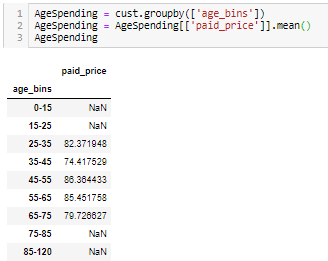 1 AgeSpending = cust.groupby(['age_bins'])
2 AgeSpending = AgeSpending[['paid_price']].mean()
3 AgeSpending
paid_price
age_bins
0-15 NaN
15-25 NaN
25-35 82.371948
35-45 74.417529
45-55 86.364433
55-65 85.451758
65-75 79.726627
75-85 NaN
85-120 NaN